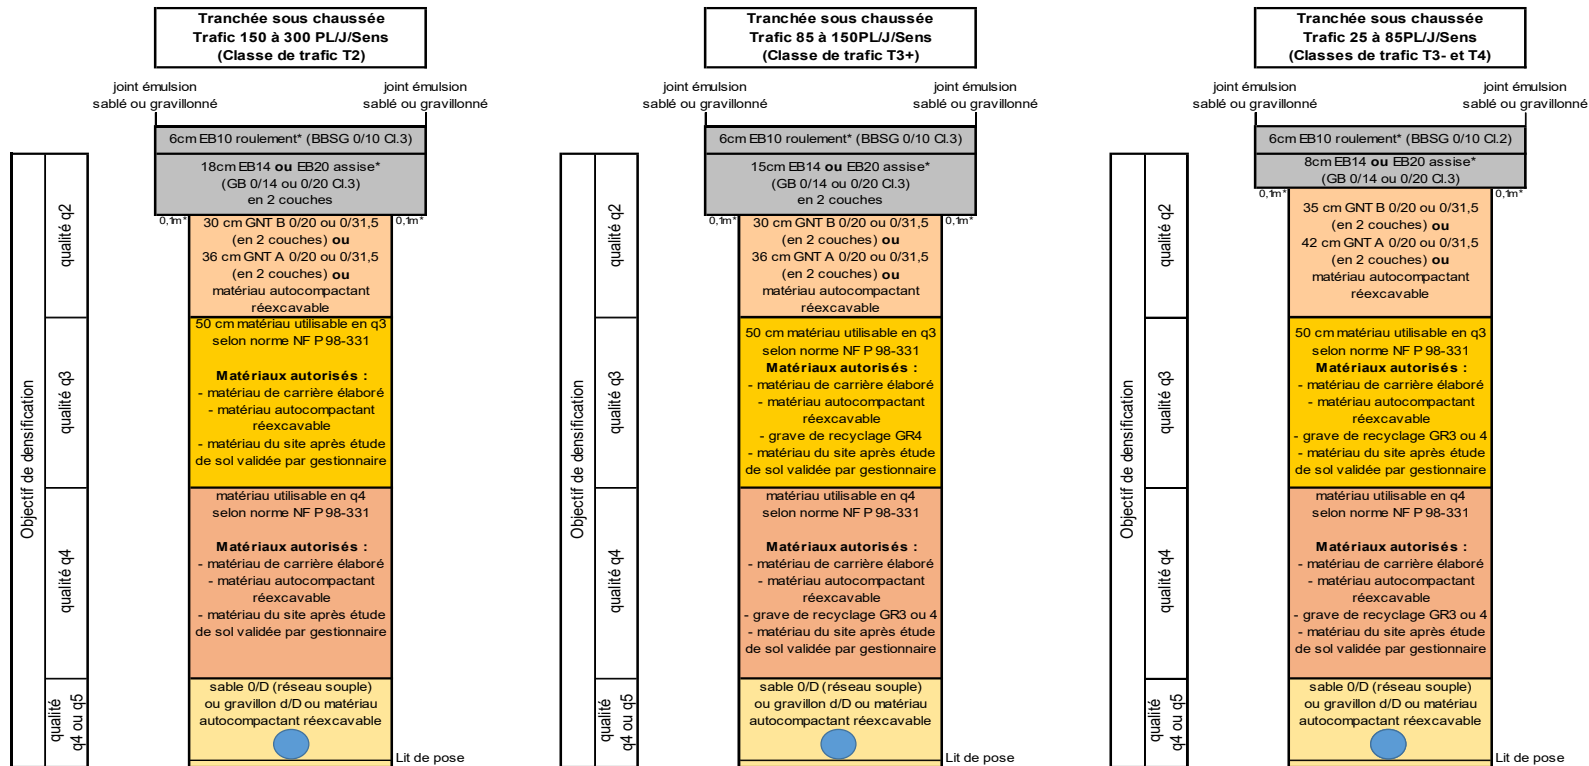 Tranchée sous chaussée
Trafic 150 à 300 PL/J/Sens
(Classe de trafic T2)
joint émulsion
sablé ou gravillonné
joint émulsion
sablé ou gravillonné
6cm EB10 roulement* (BBSG 0/10 Cl.3)
18cm EB14 ou EB20 assise*
(GB 0/14 ou 0/20 Cl.3)
en 2 couches
0,1m*
0,1m*
30 cm GNT B 0/20 ou 0/31,5
(en 2 couches) ou
36 cm GNT A 0/20 ou 0/31,5
(en 2 couches) ou
matériau autocompactant
réexcavable
50 cm matériau utilisable en q3
selon norme NF P 98-331
Matériaux autorisés :
- matériau de carrière élaboré
- matériau autocompactant
réexcavable
- matériau du site après étude
de sol validée par gestionnaire
matériau utilisable en q4
selon norme NF P 98-331
Matériaux autorisés :
- matériau de carrière élaboré
- matériau autocompactant
réexcavable
- matériau du site après étude
de sol validée par gestionnaire
sable 0/D (réseau souple)
ou gravillon d/D ou matériau
autocompactant réexcavable
Lit de pose
Objectif de densification
qualité q2
qualité q3
qualité q4
qualité
q4 ou q5
Tranchée sous chaussée
Trafic 85 à 150PL/J/Sens
(Classe de trafic T3+)
joint émulsion
sablé ou gravillonné
joint émulsion
sablé ou gravillonné
6cm EB10 roulement* (BBSG 0/10 Cl.3)
15cm EB14 ou EB20 assise*
(GB 0/14 ou 0/20 Cl.3)
en 2 couches
0,1m*
0,1m*
30 cm GNT B 0/20 ou 0/31,5
(en 2 couches) ou
36 cm GNT A 0/20 ou 0/31,5
(en 2 couches) ou
matériau autocompactant
réexcavable
50 cm matériau utilisable en q3
selon norme NF P 98-331
Matériaux autorisés :
- matériau de carrière élaboré
- matériau autocompactant
réexcavable
- grave de recyclage GR4
- matériau du site après étude
de sol validée par gestionnaire
matériau utilisable en q4
selon norme NF P 98-331
Matériaux autorisés :
- matériau de carrière élaboré
- matériau autocompactant
réexcavable
- grave de recyclage GR3 ou 4
- matériau du site après étude
de sol validée par gestionnaire
sable 0/D (réseau souple)
ou gravillon d/D ou matériau
autocompactant réexcavable
Lit de pose
Objectif de densification
qualité q2
qualité q3
qualité q4
qualité
q4 ou q5
Tranchée sous chaussée
Trafic 25 à 85PL/J/Sens
(Classes de trafic T3- et T4)
joint émulsion
sablé ou gravillonné
joint émulsion
sablé ou gravillonné
6cm EB10 roulement* (BBSG 0/10 Cl.2)
8cm EB14 ou EB20 assise*
(GB 0/14 ou 0/20 Cl.3)
0,1m*
0,1m*
35 cm GNT B 0/20 ou 0/31,5
(en 2 couches) ou
42 cm GNT A 0/20 ou 0/31,5
(en 2 couches) ou
matériau autocompactant
réexcavable
50 cm matériau utilisable en q3
selon norme NF P 98-331
Matériaux autorisés :
- matériau de carrière élaboré
- matériau autocompactant
réexcavable
- grave de recyclage GR3 ou 4
- matériau du site après étude
de sol validée par gestionnaire
matériau utilisable en q4
selon norme NF P 98-331
Matériaux autorisés :
- matériau de carrière élaboré
- matériau autocompactant
réexcavable
- grave de recyclage GR3 ou 4
- matériau du site après étude
de sol validée par gestionnaire
sable 0/D (réseau souple)
ou gravillon d/D ou matériau
autocompactant réexcavable
Lit de pose
Objectif de densification
qualité q2
qualité q3
qualité q4
qualité
q4 ou q5